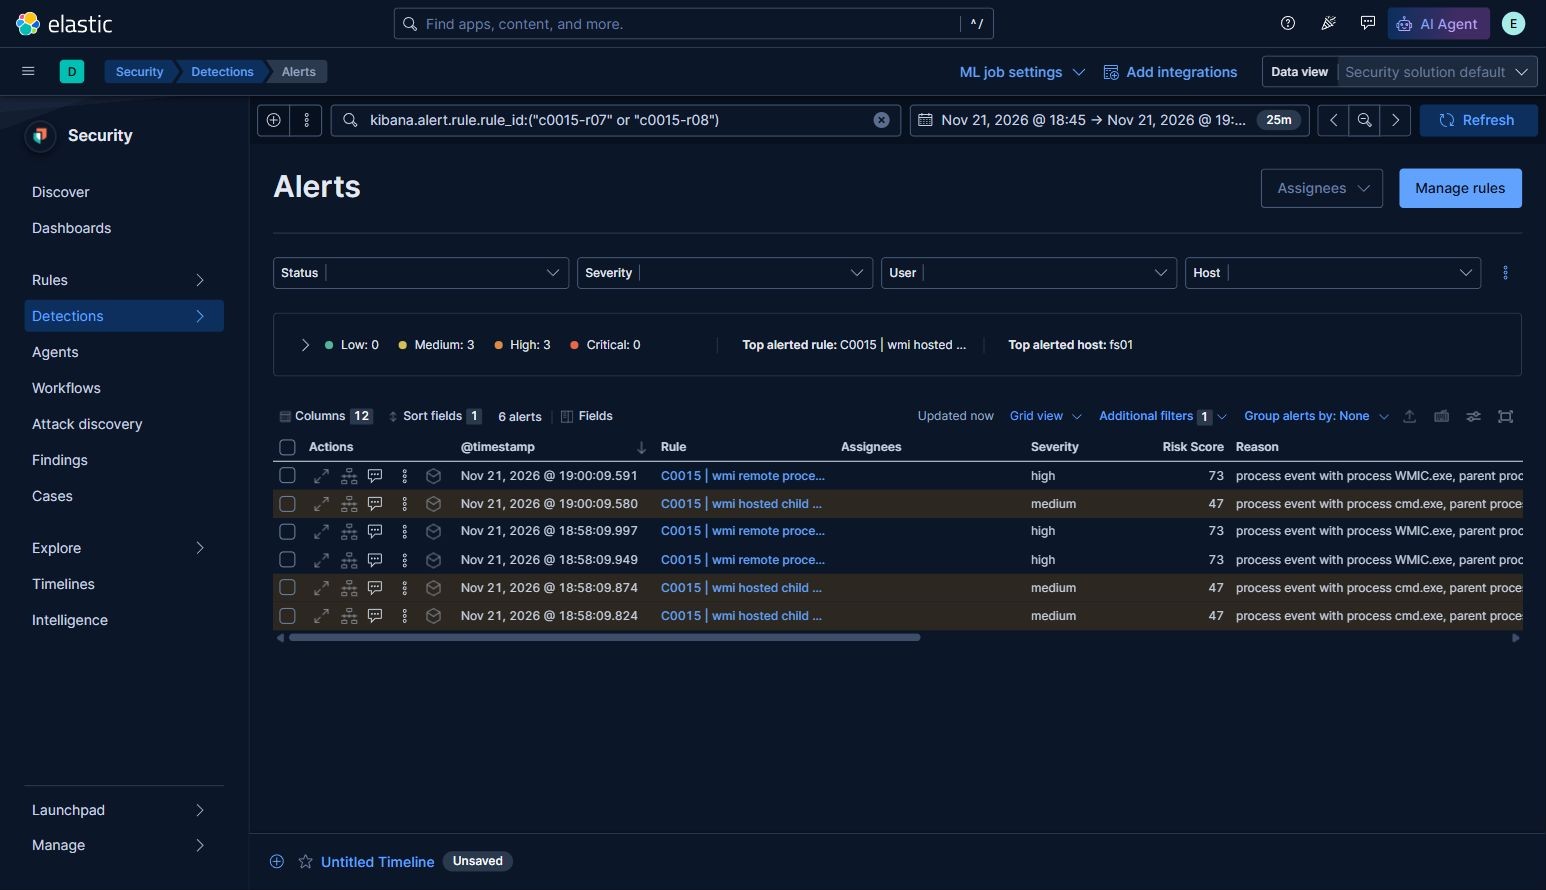 elastic
Find apps, content, and more.
^/
AI Agent
E
D
Security
Detections
Alerts
ML job settings
Add integrations
Data view
Security solution default
Security
Discover
Dashboards
Rules
Detections
Agents
Workflows
Attack discovery
Findings
Cases
Explore
Timelines
Intelligence
Launchpad
Manage
kibana.alert.rule.rule_id:("c0015-r07" or "c0015-r08")
Nov 21, 2026 @ 18:45 → Nov 21, 2026 @ 19:... 25m
Refresh
Alerts
Assignees
Manage rules
Status
Severity
User
Host
Low: 0 Medium: 3 High: 3 Critical: 0 Top alerted rule: C0015 | wmi hosted ... Top alerted host: fs01
Columns 12 Sort fields 1 6 alerts Fields Updated now Grid view Additional filters 1 Group alerts by: None
Actions @timestamp Rule Assignees Severity Risk Score Reason
Nov 21, 2026 @ 19:00:09.591 C0015 | wmi remote proce... high 73 process event with process WMIC.exe, parent proc
Nov 21, 2026 @ 19:00:09.580 C0015 | wmi hosted child ... medium 47 process event with process cmd.exe, parent proce
Nov 21, 2026 @ 18:58:09.997 C0015 | wmi remote proce... high 73 process event with process WMIC.exe, parent proc
Nov 21, 2026 @ 18:58:09.949 C0015 | wmi remote proce... high 73 process event with process WMIC.exe, parent proc
Nov 21, 2026 @ 18:58:09.874 C0015 | wmi hosted child ... medium 47 process event with process cmd.exe, parent proce
Nov 21, 2026 @ 18:58:09.824 C0015 | wmi hosted child ... medium 47 process event with process cmd.exe, parent proce
Untitled Timeline Unsaved